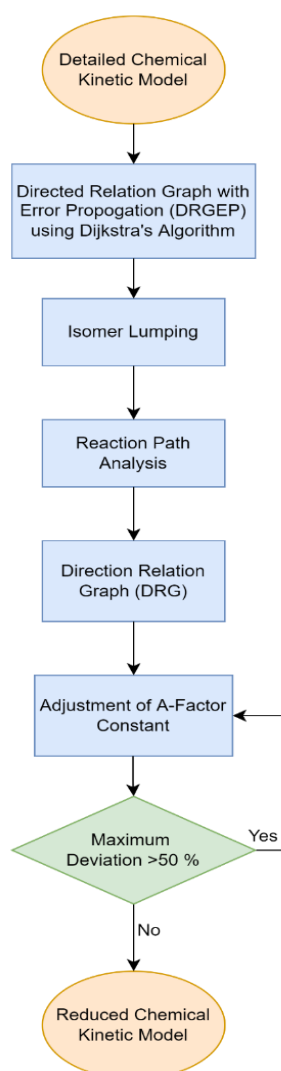 Detailed Chemical
Kinetic Model
Directed Relation Graph with
Error Propogation (DRGEP)
using Dijkstra's Algorithm
Isomer Lumping
Reaction Path
Analysis
Direction Relation
Graph (DRG)
Adjustment of A-Factor
Constant
Maximum
Deviation >50 %
Yes
No
Reduced Chemical
Kinetic Model